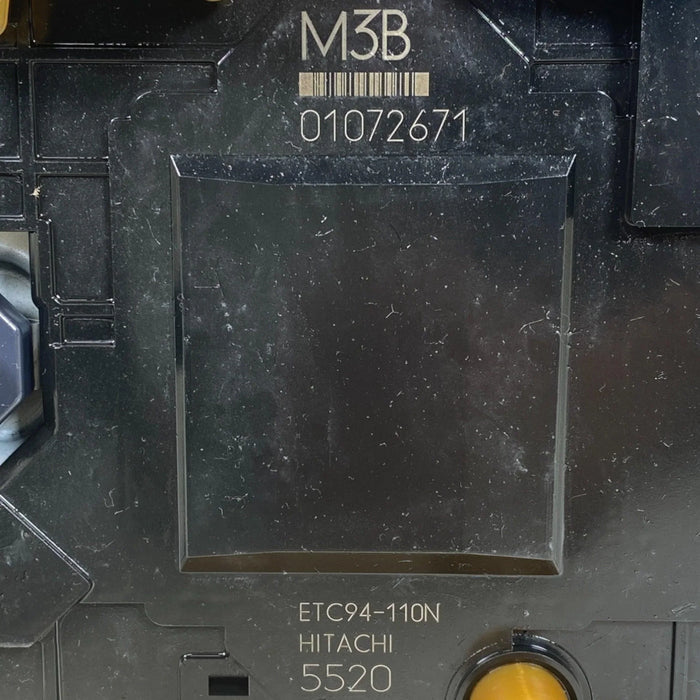 M3B
01072671
ETC94-110N
HITACHI
5520